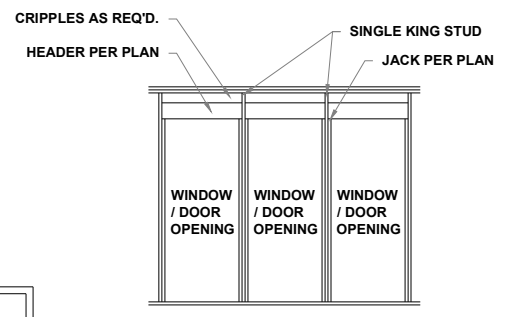 CRIPPLES AS REQ'D.
SINGLE KING STUD
HEADER PER PLAN
JACK PER PLAN
WINDOW
/ DOOR
OPENING
WINDOW
/ DOOR
OPENING
WINDOW
/ DOOR
OPENING